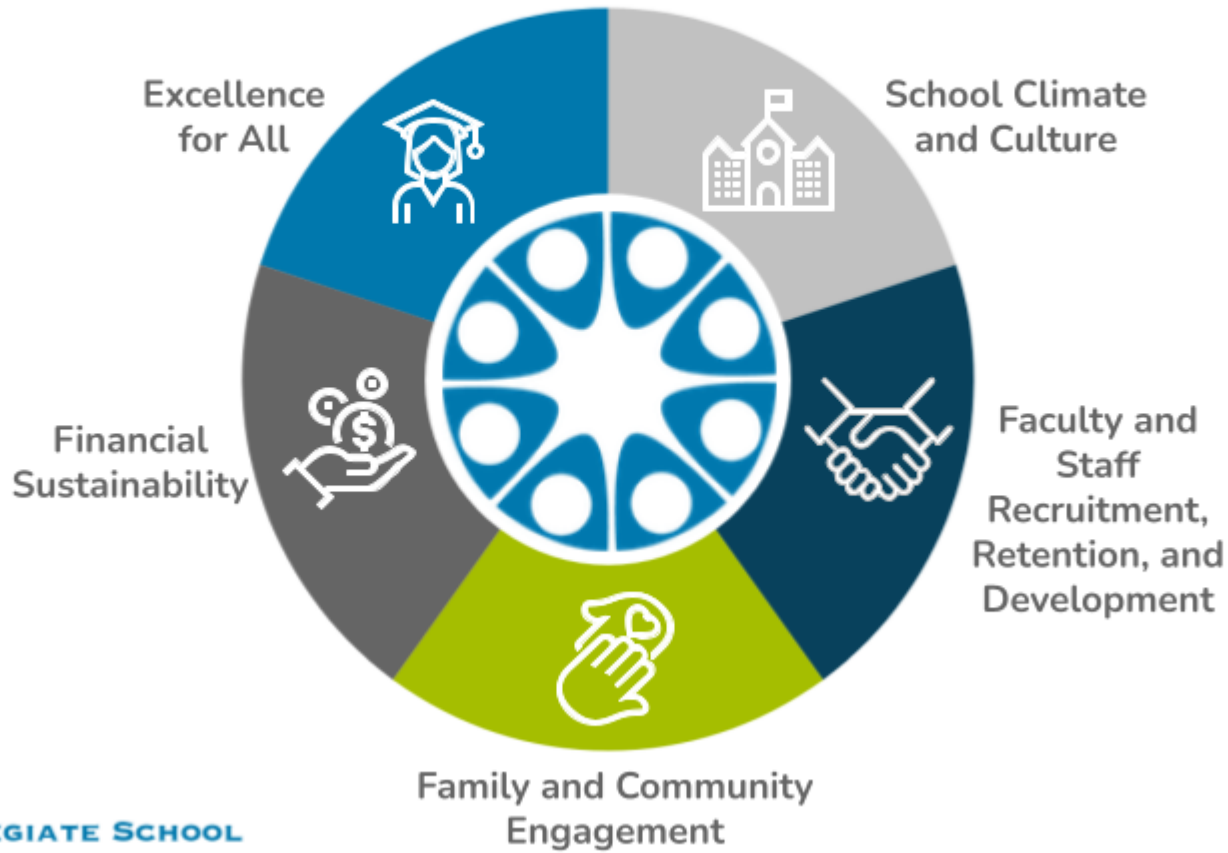 Excellence
for All
School Climate
and Culture
Financial
Sustainability
$
Faculty and
Staff
Recruitment,
Retention, and
Development
Family and Community
Engagement
SCHOOL